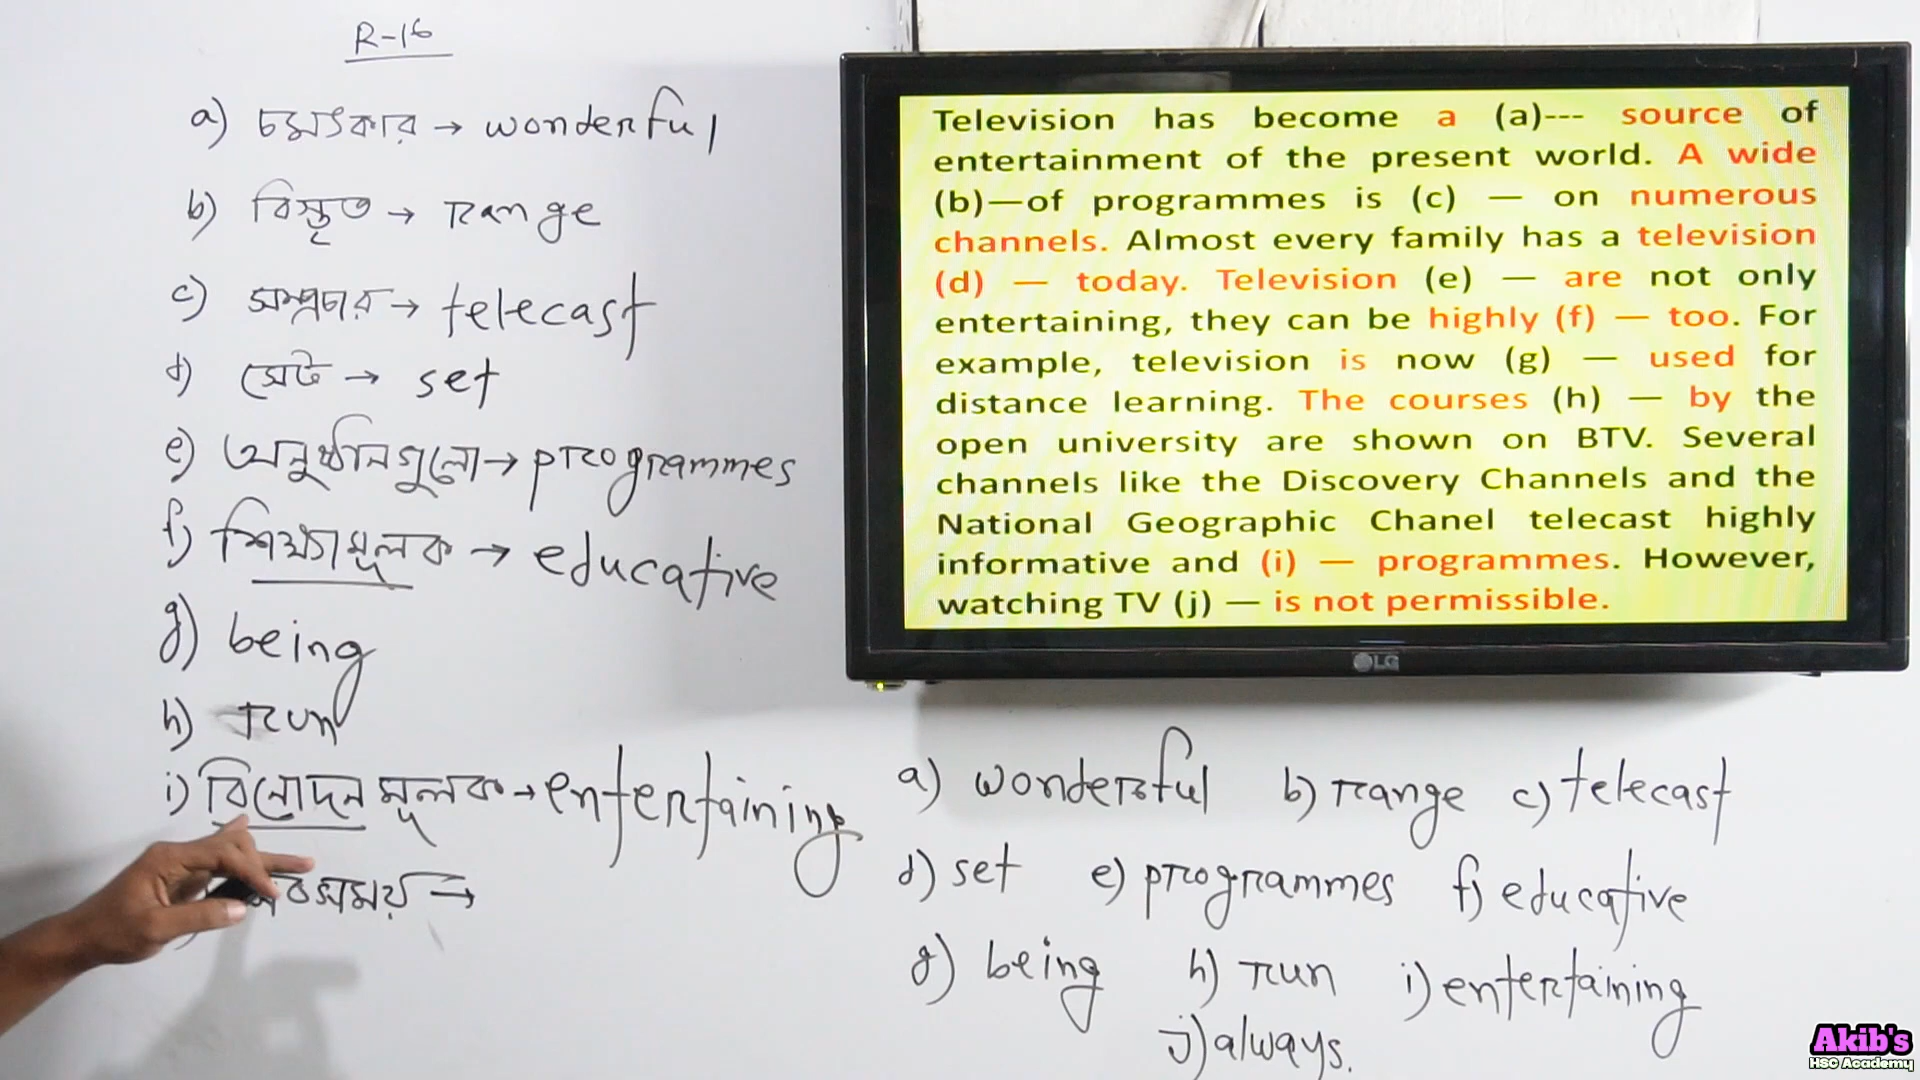 R-16
a) চমৎকার → wonderful
b) বিস্তৃত → range
c) সম্প্রচার → telecast
d) সেট → set
e) অনুষ্ঠানগুলো → programmes
f) শিক্ষামূলক → educative
g) being
h) run
i) বিনোদন মূলক → entertaining
সবসময় →
Television has become a (a)--- source of
entertainment of the present world. A wide
(b)—of programmes is (c) — on numerous
channels. Almost every family has a television
(d) — today. Television (e) — are not only
entertaining, they can be highly (f) — too. For
example, television is now (g) — used for
distance learning. The courses (h) — by the
open university are shown on BTV. Several
channels like the Discovery Channels and the
National Geographic Chanel telecast highly
informative and (i) — programmes. However,
watching TV (j) — is not permissible.
LG
a) wonderful b) range c) telecast
d) set e) programmes f) educative
g) being h) run i) entertaining
j) always.
Akib's
HSC Academy